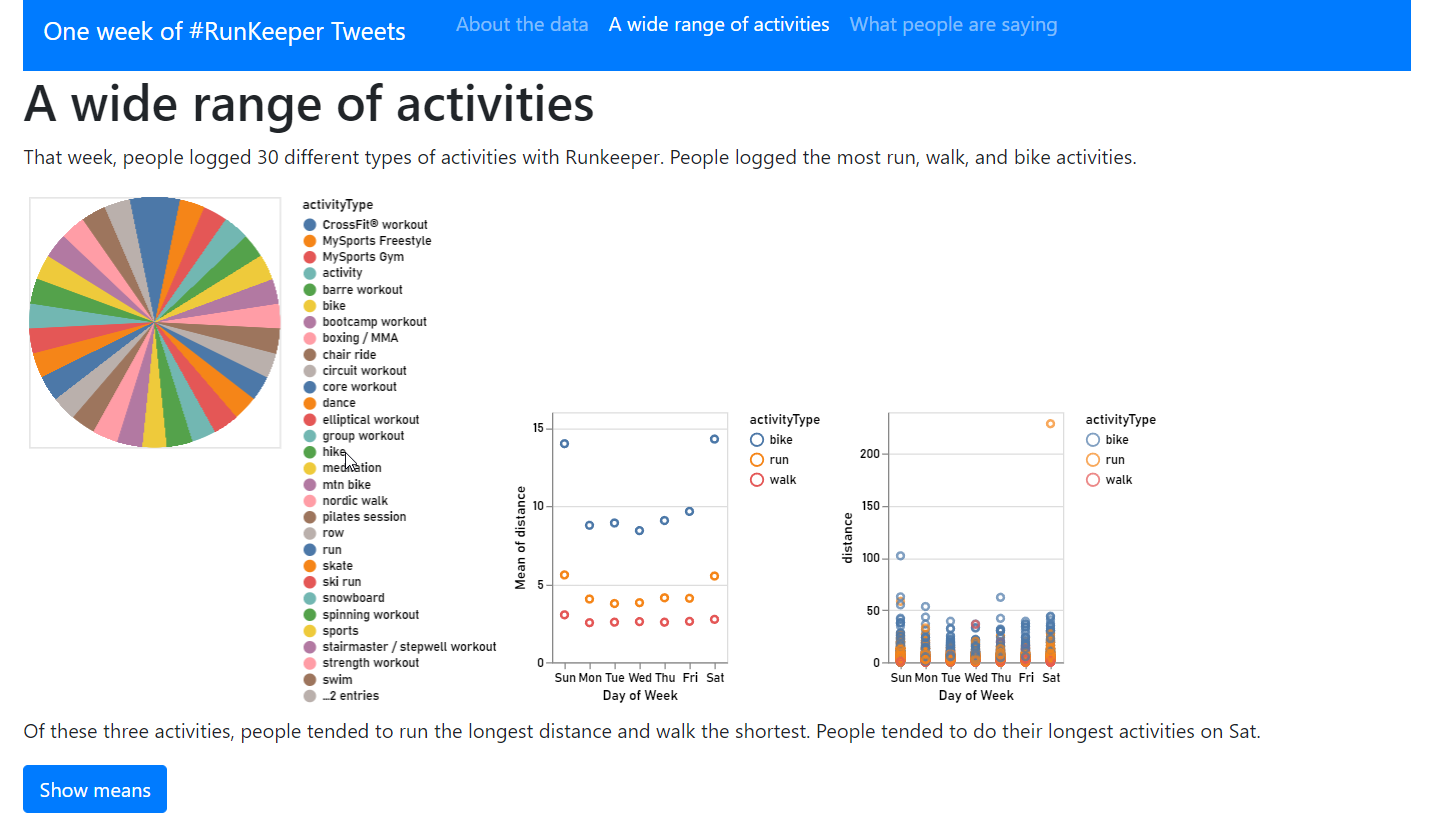 One week of #RunKeeper Tweets
About the data
A wide range of activities
What people are saying
A wide range of activities
That week, people logged 30 different types of activities with Runkeeper. People logged the most run, walk, and bike activities.
activityType
CrossFit® workout
MySports Freestyle
MySports Gym
activity
barre workout
bike
bootcamp workout
boxing / MMA
chair ride
circuit workout
core workout
dance
elliptical workout
group workout
hike
meditation
mtn bike
nordic walk
pilates session
row
run
skate
ski run
snowboard
spinning workout
sports
stairmaster / stepwell workout
strength workout
swim
...2 entries
Mean of distance
15
10
5
0
Sun Mon Tue Wed Thu Fri Sat
Day of Week
activityType
bike
run
walk
distance
200
150
100
50
0
Sun Mon Tue Wed Thu Fri Sat
Day of Week
activityType
bike
run
walk
Of these three activities, people tended to run the longest distance and walk the shortest. People tended to do their longest activities on Sat.
Show means